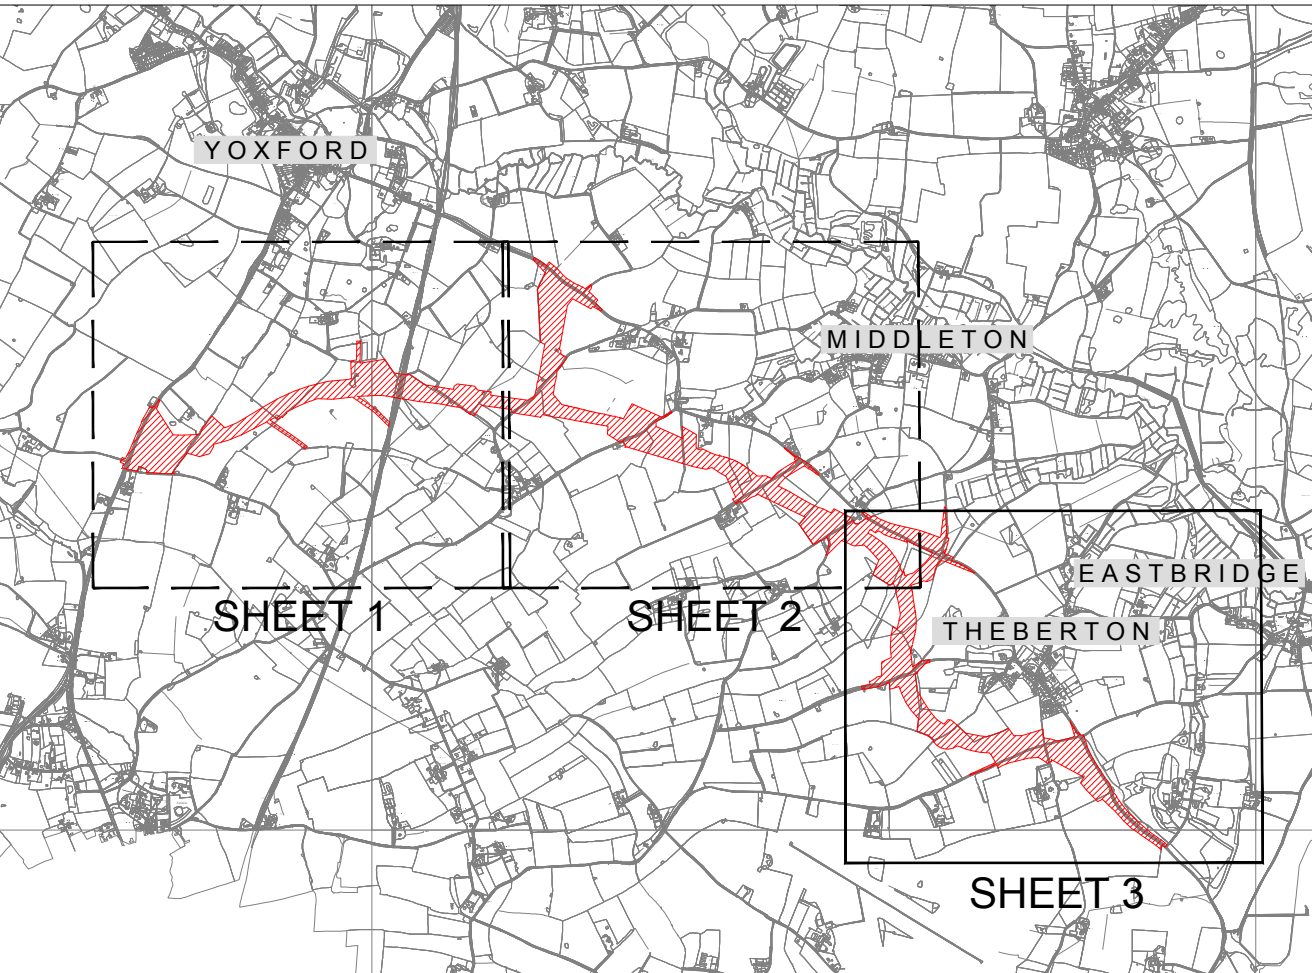 YOXFORD
MIDDLETON
EASTBRIDGE
SHEET 1
SHEET 2
THEBERTON
SHEET 3